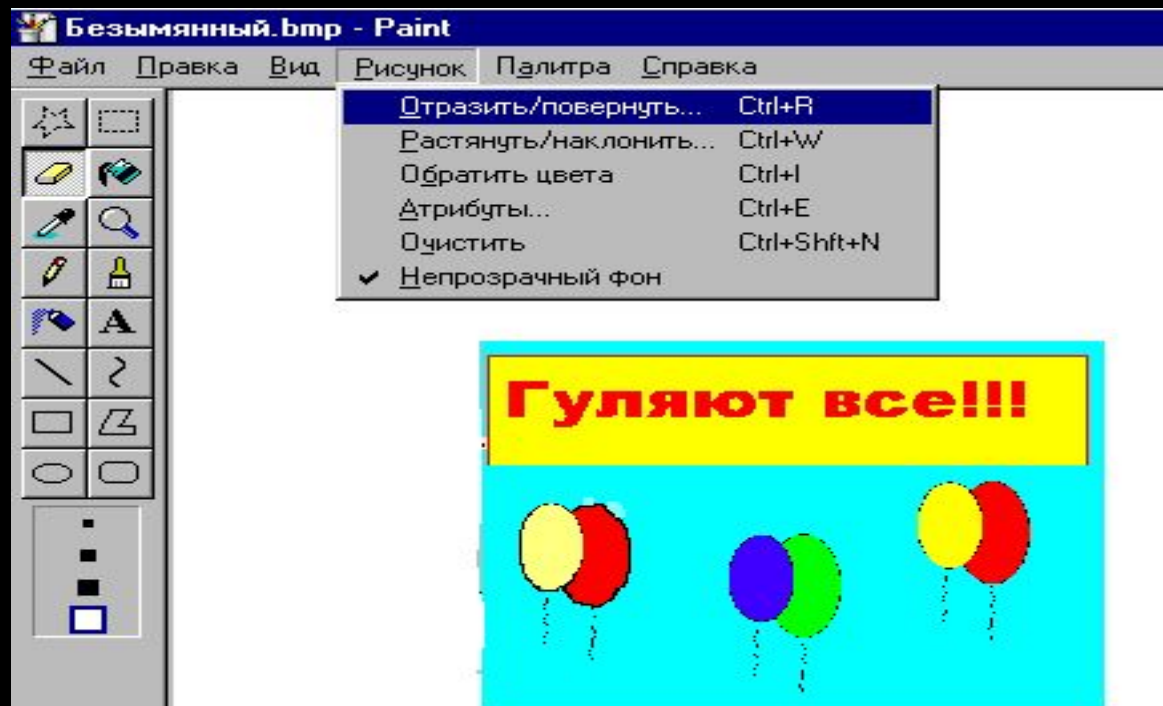 Безымянный.bmp - Paint
Файл Правка Вид Рисунок Палитра Справка
Отразить/повернуть... Ctrl+R
Растянуть/наклонить... Ctrl+W
Обратить цвета Ctrl+I
Атрибуты... Ctrl+E
Очистить Ctrl+Shft+N
Непрозрачный фон
A
Гуляют все!!!